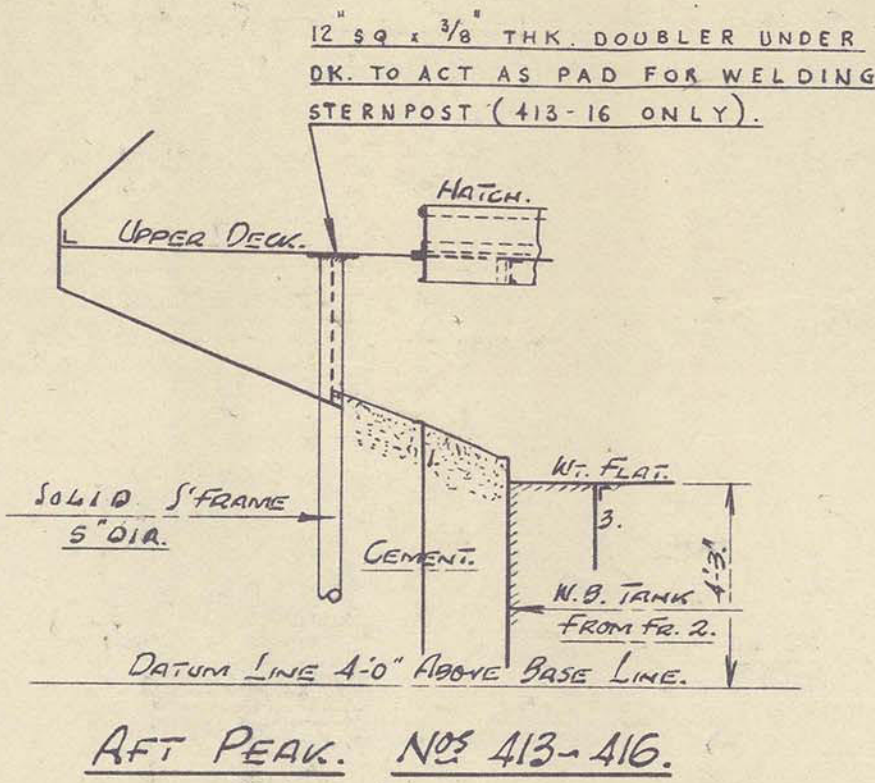 12" SQ x 3/8" THK. DOUBLER UNDER
DK. TO ACT AS PAD FOR WELDING
STERNPOST (413-16 ONLY).
HATCH.
UPPER DECK.
WT. FLAT.
SOLID S'FRAME
5" DIA.
1.
3.
4'-3"
CEMENT.
W.B. TANK
FROM FR. 2.
DATUM LINE 4'-0" ABOVE BASE LINE.
AFT PEAK. NOS 413-416.